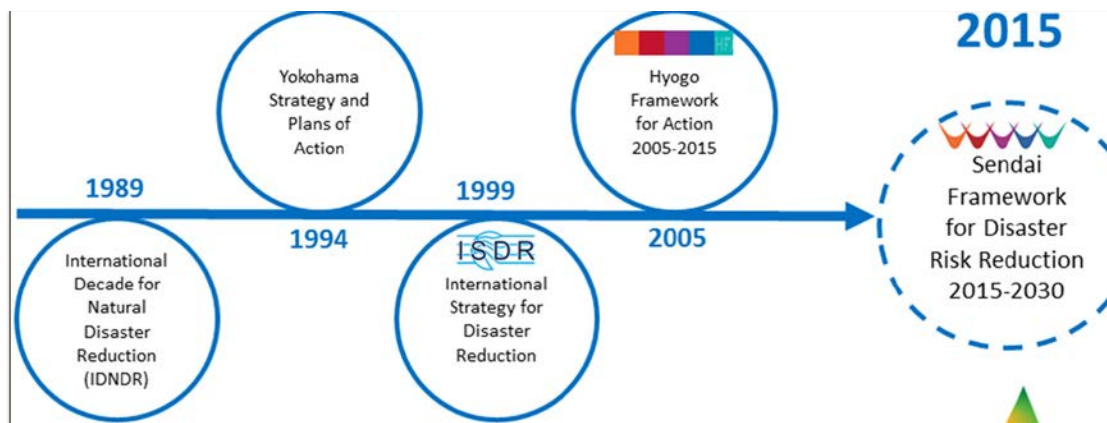 1989
International
Decade for
Natural
Disaster
Reduction
(IDNDR)
Yokohama
Strategy and
Plans of
Action
1994
1999
ISDR
International
Strategy for
Disaster
Reduction
HFA
Hyogo
Framework
for Action
2005-2015
2005
2015
Sendai
Framework
for Disaster
Risk Reduction
2015-2030